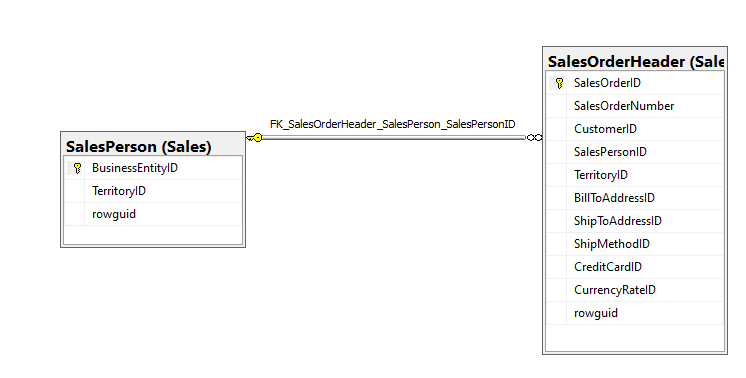 FK_SalesOrderHeader_SalesPerson_SalesPersonID
SalesPerson (Sales)
BusinessEntityID
TerritoryID
rowguid
SalesOrderHeader (Sale
SalesOrderID
SalesOrderNumber
CustomerID
SalesPersonID
TerritoryID
BillToAddressID
ShipToAddressID
ShipMethodID
CreditCardID
CurrencyRateID
rowguid